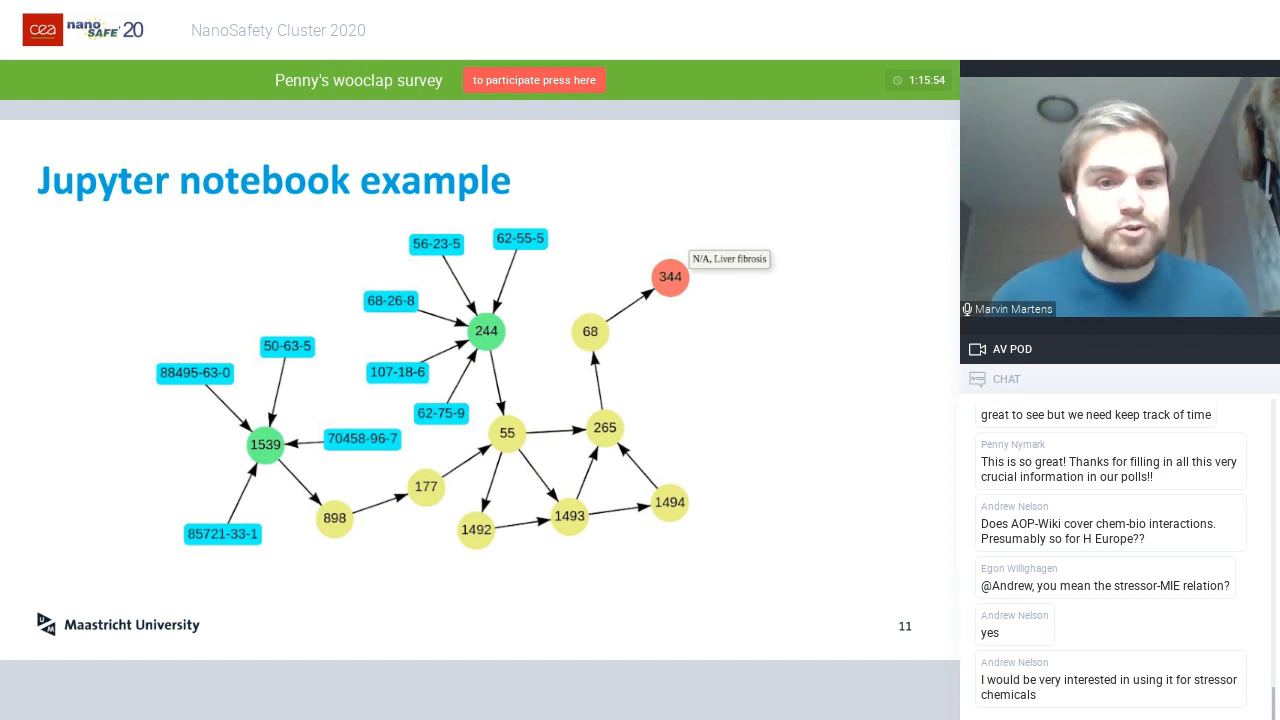 cea nano SAFE' 20
NanoSafety Cluster 2020
Penny's wooclap survey
to participate press here
1:15:54
Jupyter notebook example
56-23-5
62-55-5
N/A, Liver fibrosis
344
68-26-8
244
68
50-63-5
88495-63-0
107-18-6
62-75-9
1539
70458-96-7
55
265
177
898
1492
1493
1494
85721-33-1
Maastricht University
11
Marvin Martens
AV POD
CHAT
great to see but we need keep track of time
Penny Nymark
This is so great! Thanks for filling in all this very
crucial information in our polls!!
Andrew Nelson
Does AOP-Wiki cover chem-bio interactions.
Presumably so for H Europe??
Egon Willighagen
@Andrew, you mean the stressor-MIE relation?
Andrew Nelson
yes
Andrew Nelson
I would be very interested in using it for stressor
chemicals